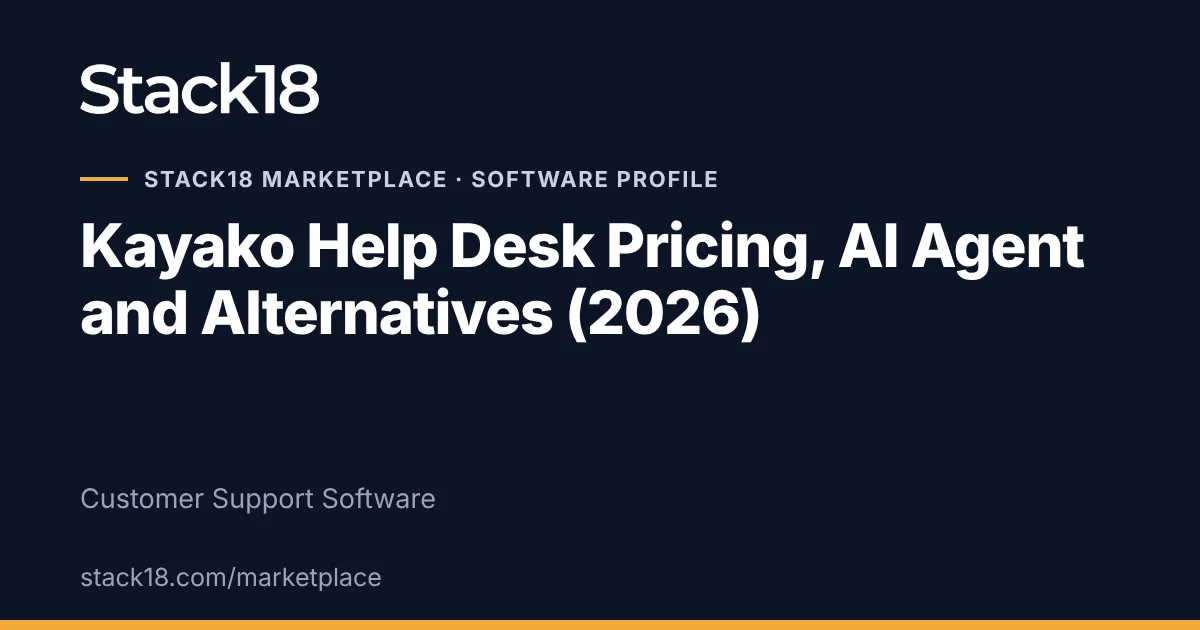 Stack18
STACK18 MARKETPLACE · SOFTWARE PROFILE
Kayako Help Desk Pricing, AI Agent
and Alternatives (2026)
Customer Support Software
stack18.com/marketplace